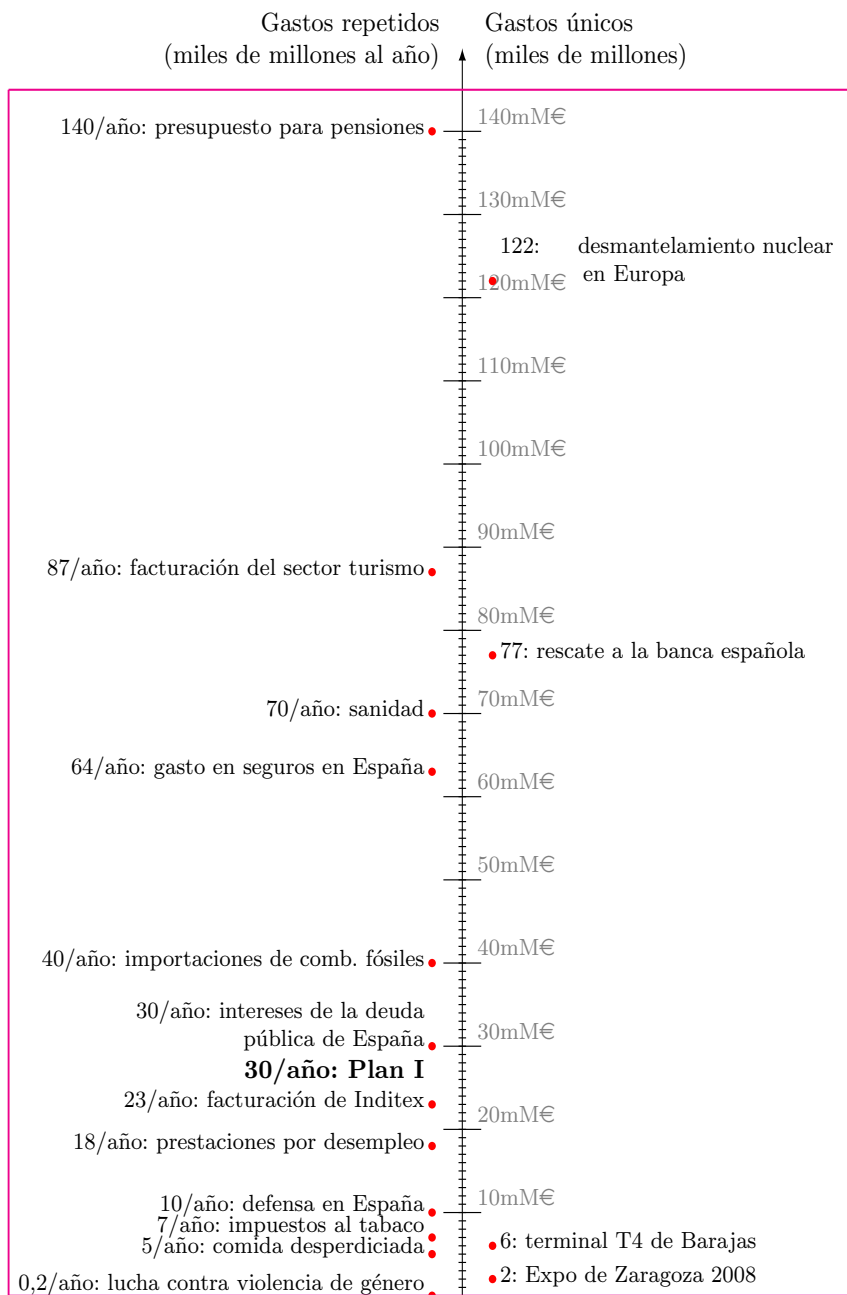 Gastos repetidos
(miles de millones al año)
Gastos únicos
(miles de millones)
140/año: presupuesto para pensiones
140mM€
130mM€
122: desmantelamiento nuclear
en Europa
120mM€
110mM€
100mM€
90mM€
87/año: facturación del sector turismo
80mM€
77: rescate a la banca española
70/año: sanidad
70mM€
64/año: gasto en seguros en España
60mM€
50mM€
40/año: importaciones de comb. fósiles
40mM€
30/año: intereses de la deuda
pública de España
30mM€
30/año: Plan I
23/año: facturación de Inditex
20mM€
18/año: prestaciones por desempleo
10/año: defensa en España
10mM€
7/año: impuestos al tabaco
5/año: comida desperdiciada
6: terminal T4 de Barajas
0,2/año: lucha contra violencia de género
2: Expo de Zaragoza 2008